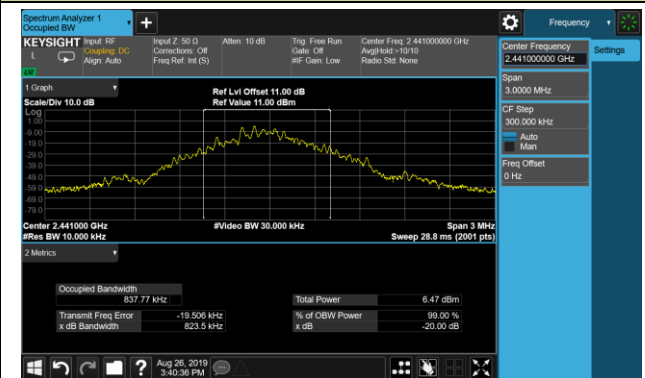 Spectrum Analyzer 1
Occupied BW
+
Frequency
KEYSIGHT
L
Input: RF
Coupling: DC
Align: Auto
Input Z: 50 Ω
Corrections: Off
Freq Ref: Int (S)
Atten: 10 dB
Trig: Free Run
Gate: Off
#IF Gain: Low
Center Freq: 2.441000000 GHz
Avg|Hold:>10/10
Radio Std: None
Center Frequency
2.441000000 GHz
Settings
Span
3.0000 MHz
CF Step
300.000 kHz
Auto
Man
Freq Offset
0 Hz
1 Graph
Scale/Div 10.0 dB
Ref Lvl Offset 11.00 dB
Ref Value 11.00 dBm
Log
1.00
-9.00
-19.0
-29.0
-39.0
-49.0
-59.0
-69.0
-79.0
Center 2.441000 GHz
#Res BW 10.000 kHz
#Video BW 30.000 kHz
Span 3 MHz
Sweep 28.8 ms (2001 pts)
2 Metrics
Occupied Bandwidth
837.77 kHz
Total Power 6.47 dBm
Transmit Freq Error -19.506 kHz
% of OBW Power 99.00 %
x dB Bandwidth 823.5 kHz
x dB -20.00 dB
?
Aug 26, 2019
3:40:36 PM